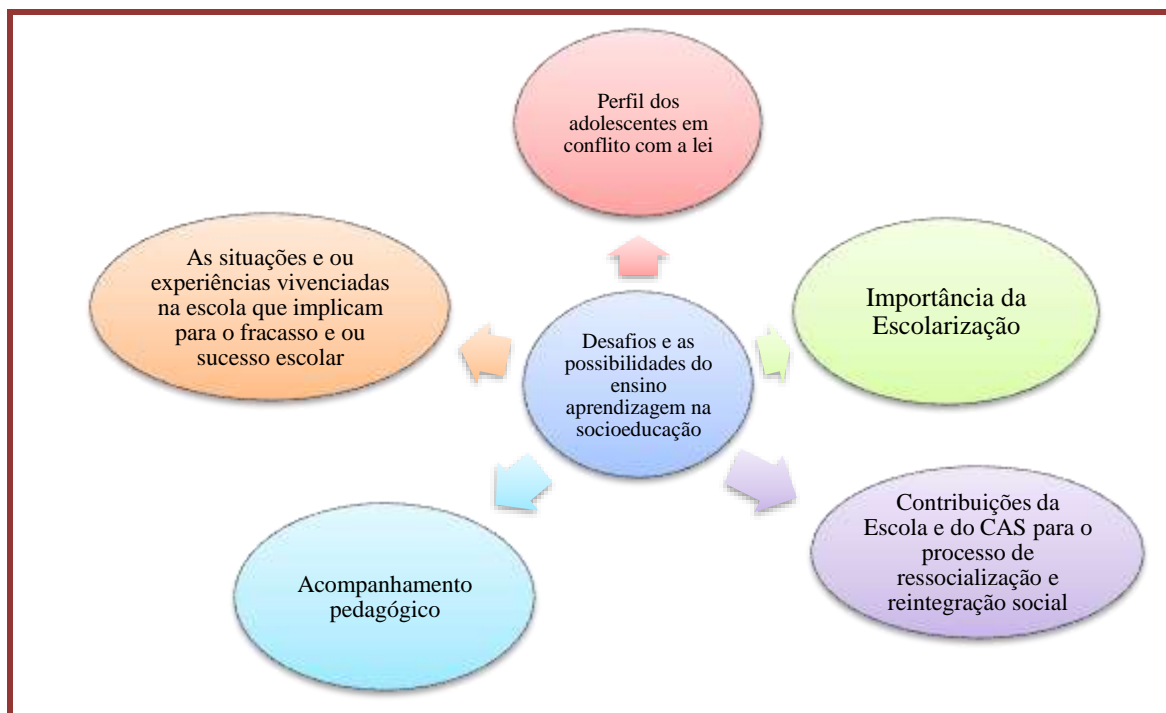 Perfil dos
adolescentes em
conflito com a lei
As situações e ou
experiências vivenciadas
na escola que implicam
para o fracasso e ou
sucesso escolar
Importância da
Escolarização
Desafios e as
possibilidades do
ensino
aprendizagem na
socioeducação
Contribuições da
Escola e do CAS para o
processo de
ressocialização e
reintegração social
Acompanhamento
pedagógico